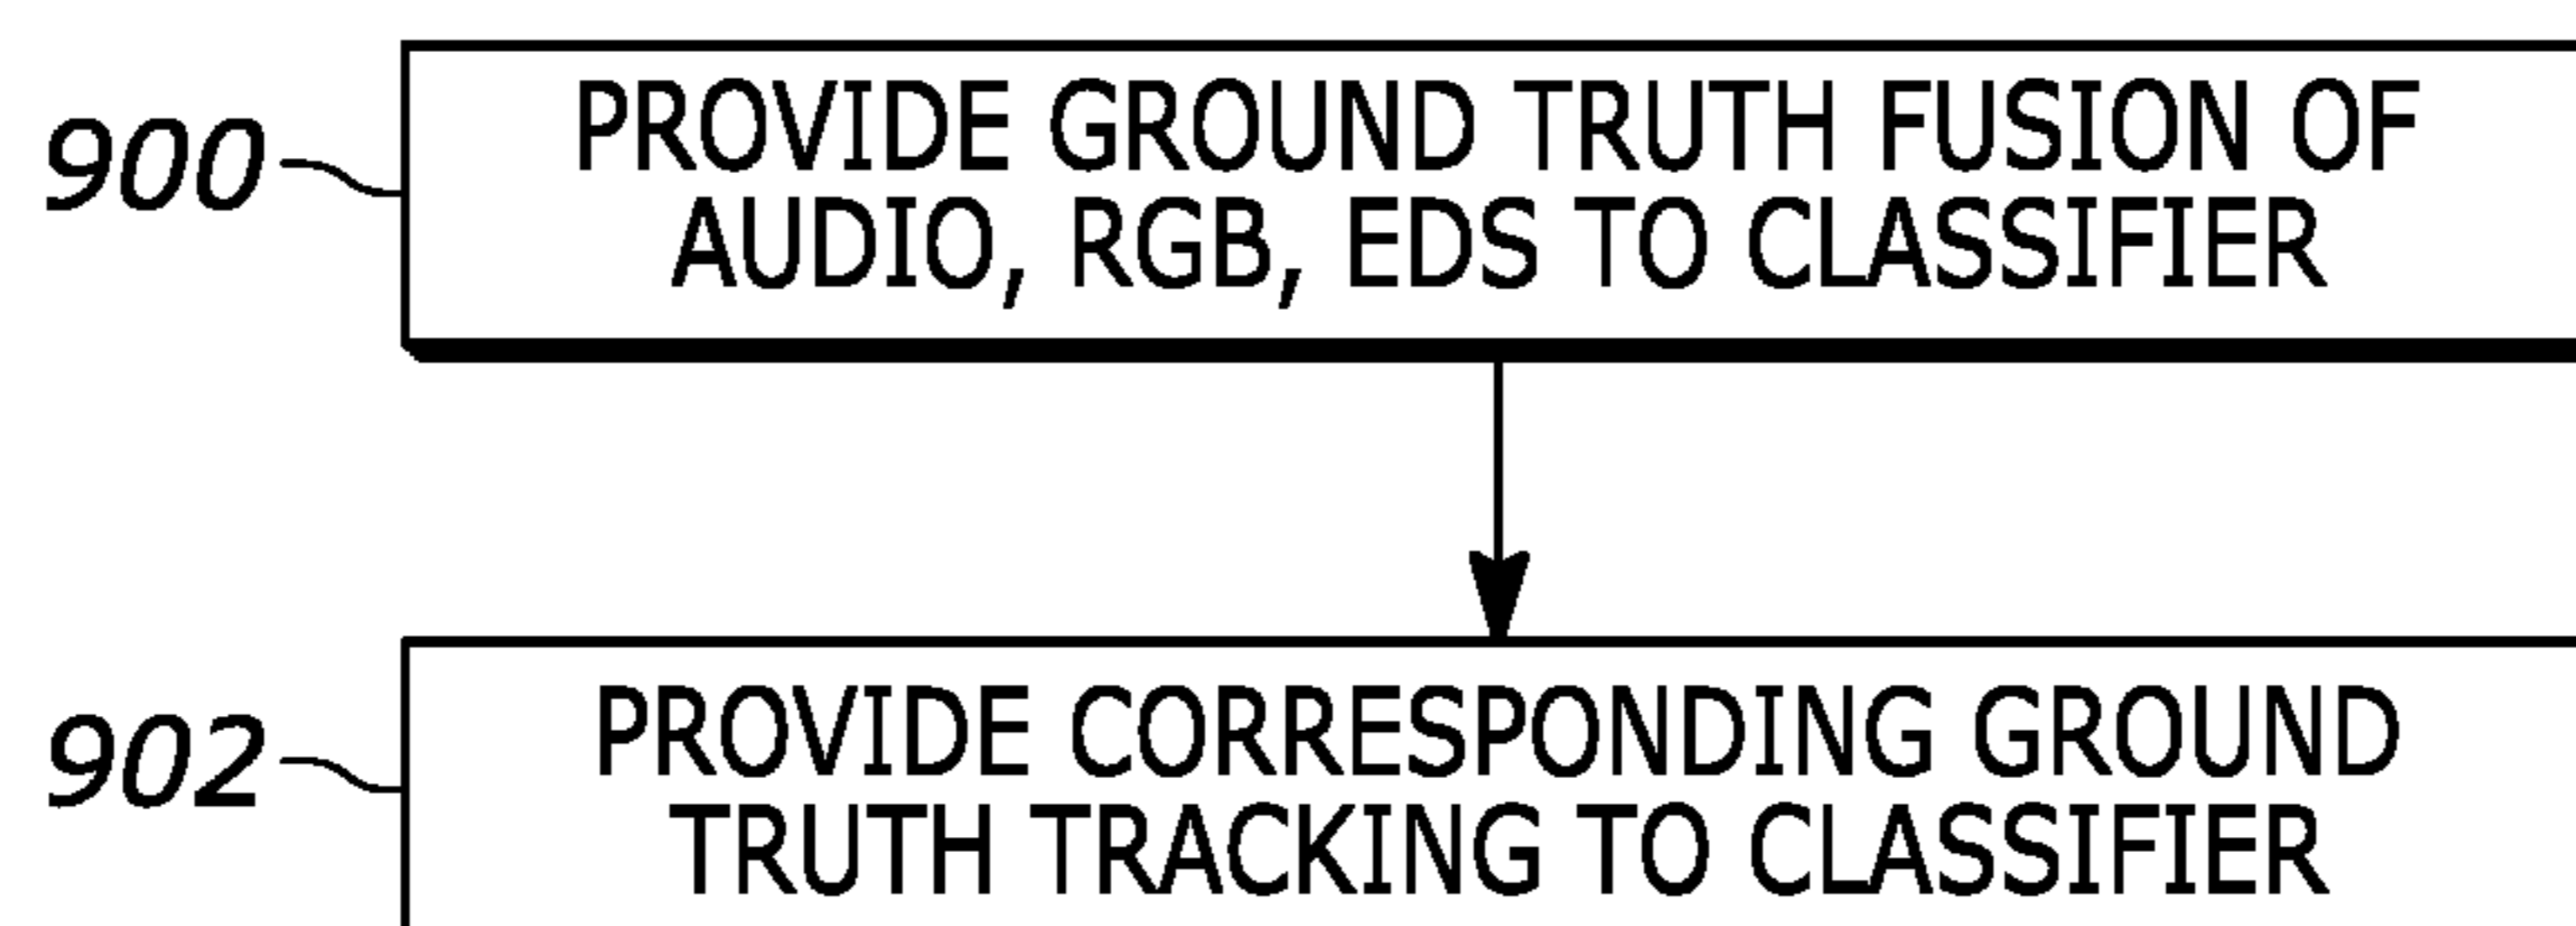 900
PROVIDE GROUND TRUTH FUSION OF
AUDIO, RGB, EDS TO CLASSIFIER
902
PROVIDE CORRESPONDING GROUND
TRUTH TRACKING TO CLASSIFIER